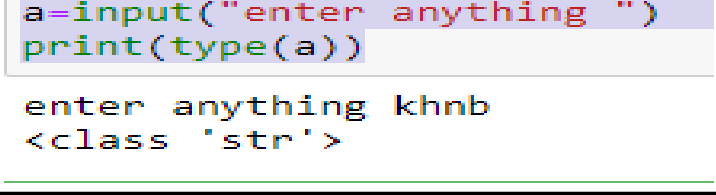 a=input("enter anything ")
print(type(a))
enter anything khnb
<class 'str'>